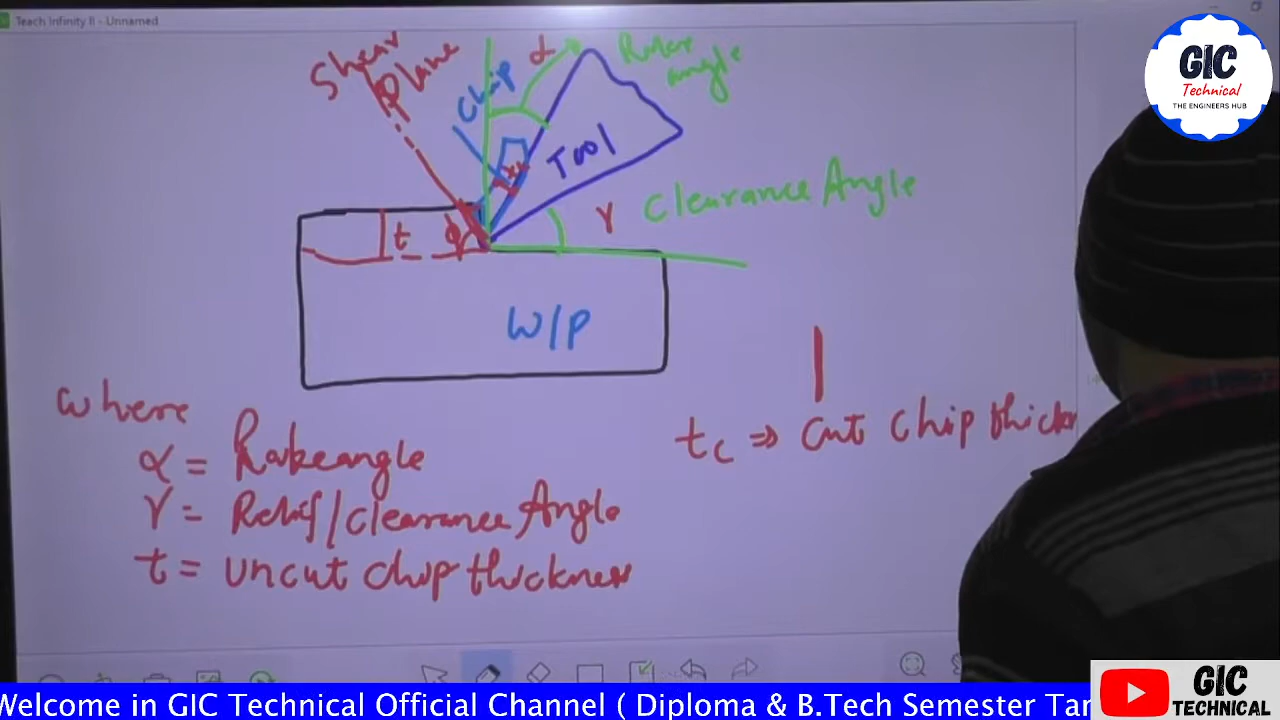 Teach Infinity II - Unnamed
GIC
Technical
THE ENGINEERS HUB
Shear
Plane
Chip
α
Rake
angle
Tool
γ
Clearance Angle
t
ϕ
W/P
where
α = Rakeangle
γ = Relief/clearance Angle
t = uncut chip thickness
tc ⇒ Cut chip thickn
Welcome in GIC Technical Official Channel ( Diploma & B.Tech Semester Tar
GIC
TECHNICAL